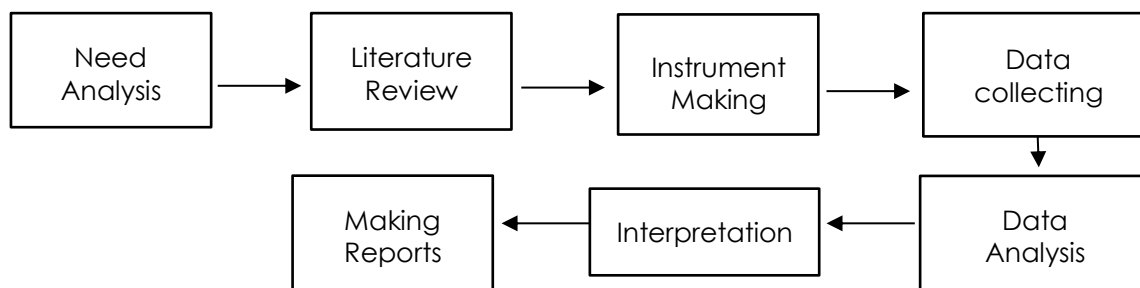 Need
Analysis
Literature
Review
Instrument
Making
Data
collecting
Data
Analysis
Interpretation
Making
Reports